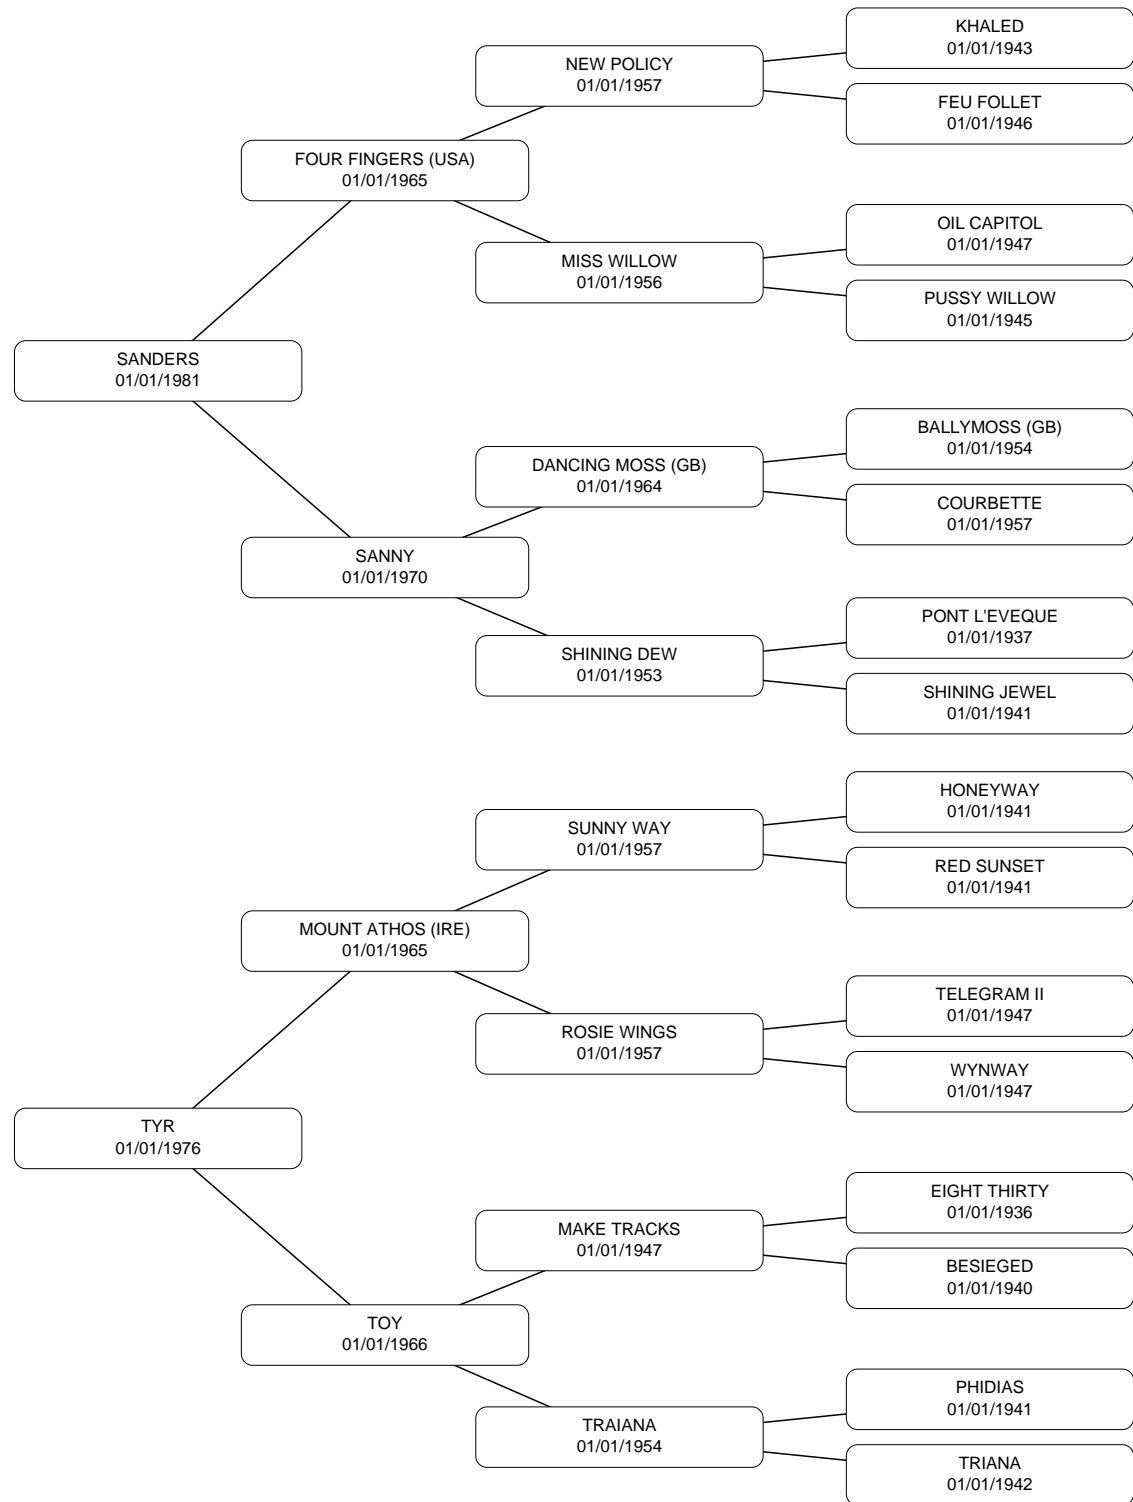 KHALED
01/01/1943
NEW POLICY
01/01/1957
FEU FOLLET
01/01/1946
FOUR FINGERS (USA)
01/01/1965
OIL CAPITOL
01/01/1947
MISS WILLOW
01/01/1956
PUSSY WILLOW
01/01/1945
SANDERS
01/01/1981
BALLYMOSS (GB)
01/01/1954
DANCING MOSS (GB)
01/01/1964
COURBETTE
01/01/1957
SANNY
01/01/1970
PONT L'EVEQUE
01/01/1937
SHINING DEW
01/01/1953
SHINING JEWEL
01/01/1941
HONEYWAY
01/01/1941
SUNNY WAY
01/01/1957
RED SUNSET
01/01/1941
MOUNT ATHOS (IRE)
01/01/1965
TELEGRAM II
01/01/1947
ROSIE WINGS
01/01/1957
WYNWAY
01/01/1947
TYR
01/01/1976
EIGHT THIRTY
01/01/1936
MAKE TRACKS
01/01/1947
BESIEGED
01/01/1940
TOY
01/01/1966
PHIDIAS
01/01/1941
TRAIANA
01/01/1954
TRIANA
01/01/1942